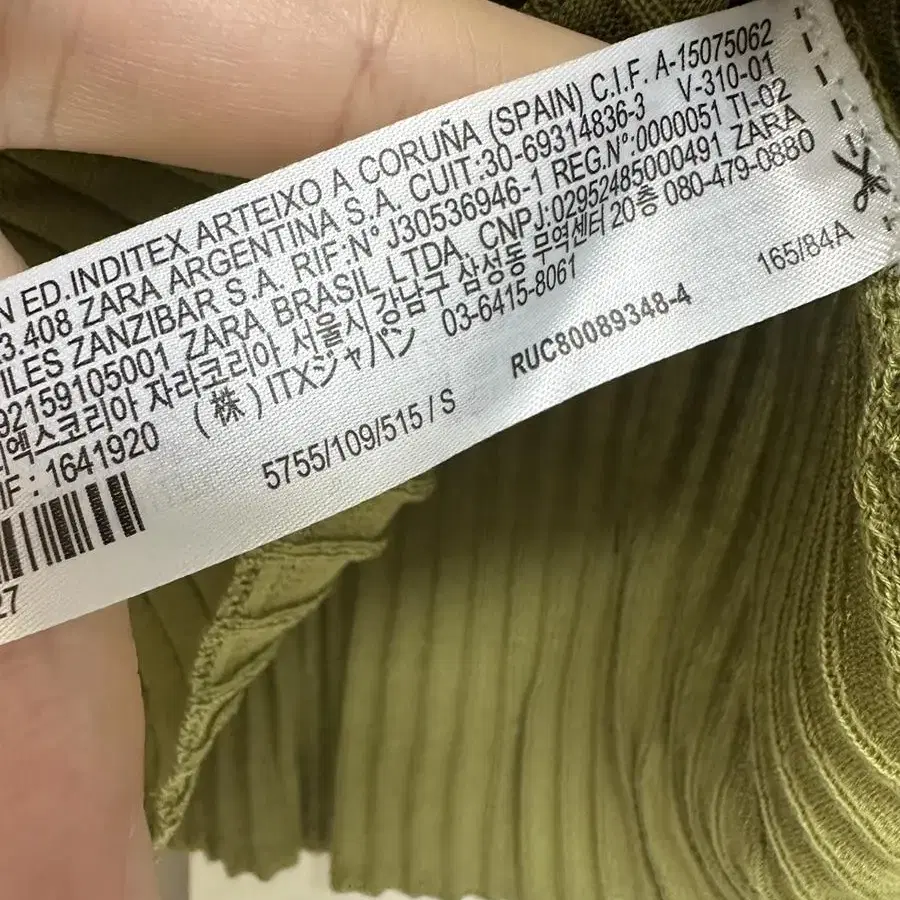 ED.INDITEX ARTEIXO A CORUÑA (SPAIN) C.I.F. A-15075062
.408 ZARA ARGENTINA S.A. CUIT:30-69314836-3 V-310-01
ILES ZANZIBAR S.A. RIF:N° J30536946-1 REG.N°:0000051 TI-02
92159105001 ZARA BRASIL LTDA, CNPJ:02952485000491 ZARA
엑스코리아 자라코리아 서울시 강남구 삼성동 무역센터 20층 080-479-0880
IF : 1641920 (株) ITXジャパン 03-6415-8061
5755/109/515 / S RUC80089348-4 165/84A
27